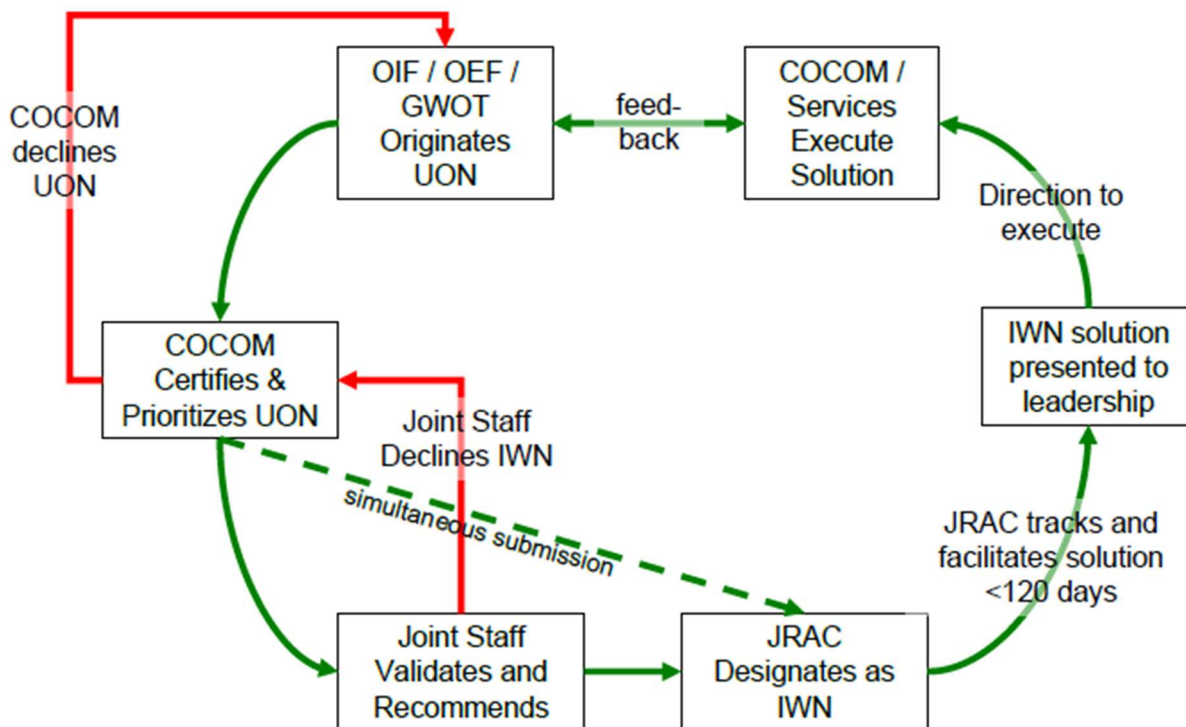 COCOM
declines
UON
OIF / OEF /
GWOT
Originates
UON
feed-
back
COCOM /
Services
Execute
Solution
Direction to
execute
COCOM
Certifies &
Prioritizes UON
Joint Staff
Declines IWN
simultaneous submission
IWN solution
presented to
leadership
JRAC tracks and
facilitates solution
<120 days
Joint Staff
Validates and
Recommends
JRAC
Designates as
IWN